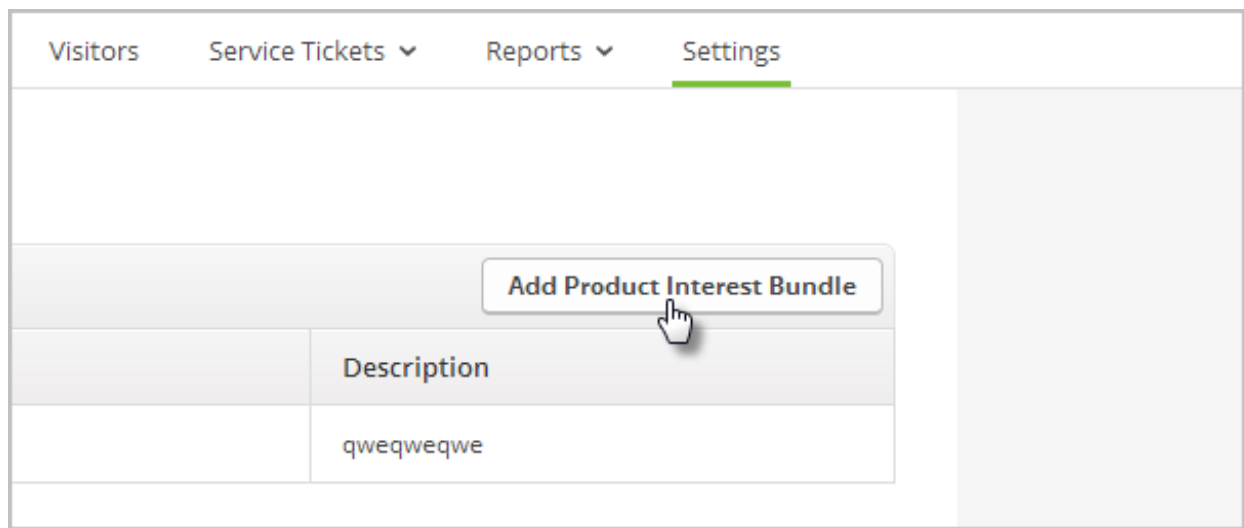 Visitors Service Tickets Reports Settings
Add Product Interest Bundle
Description
qweqweqwe